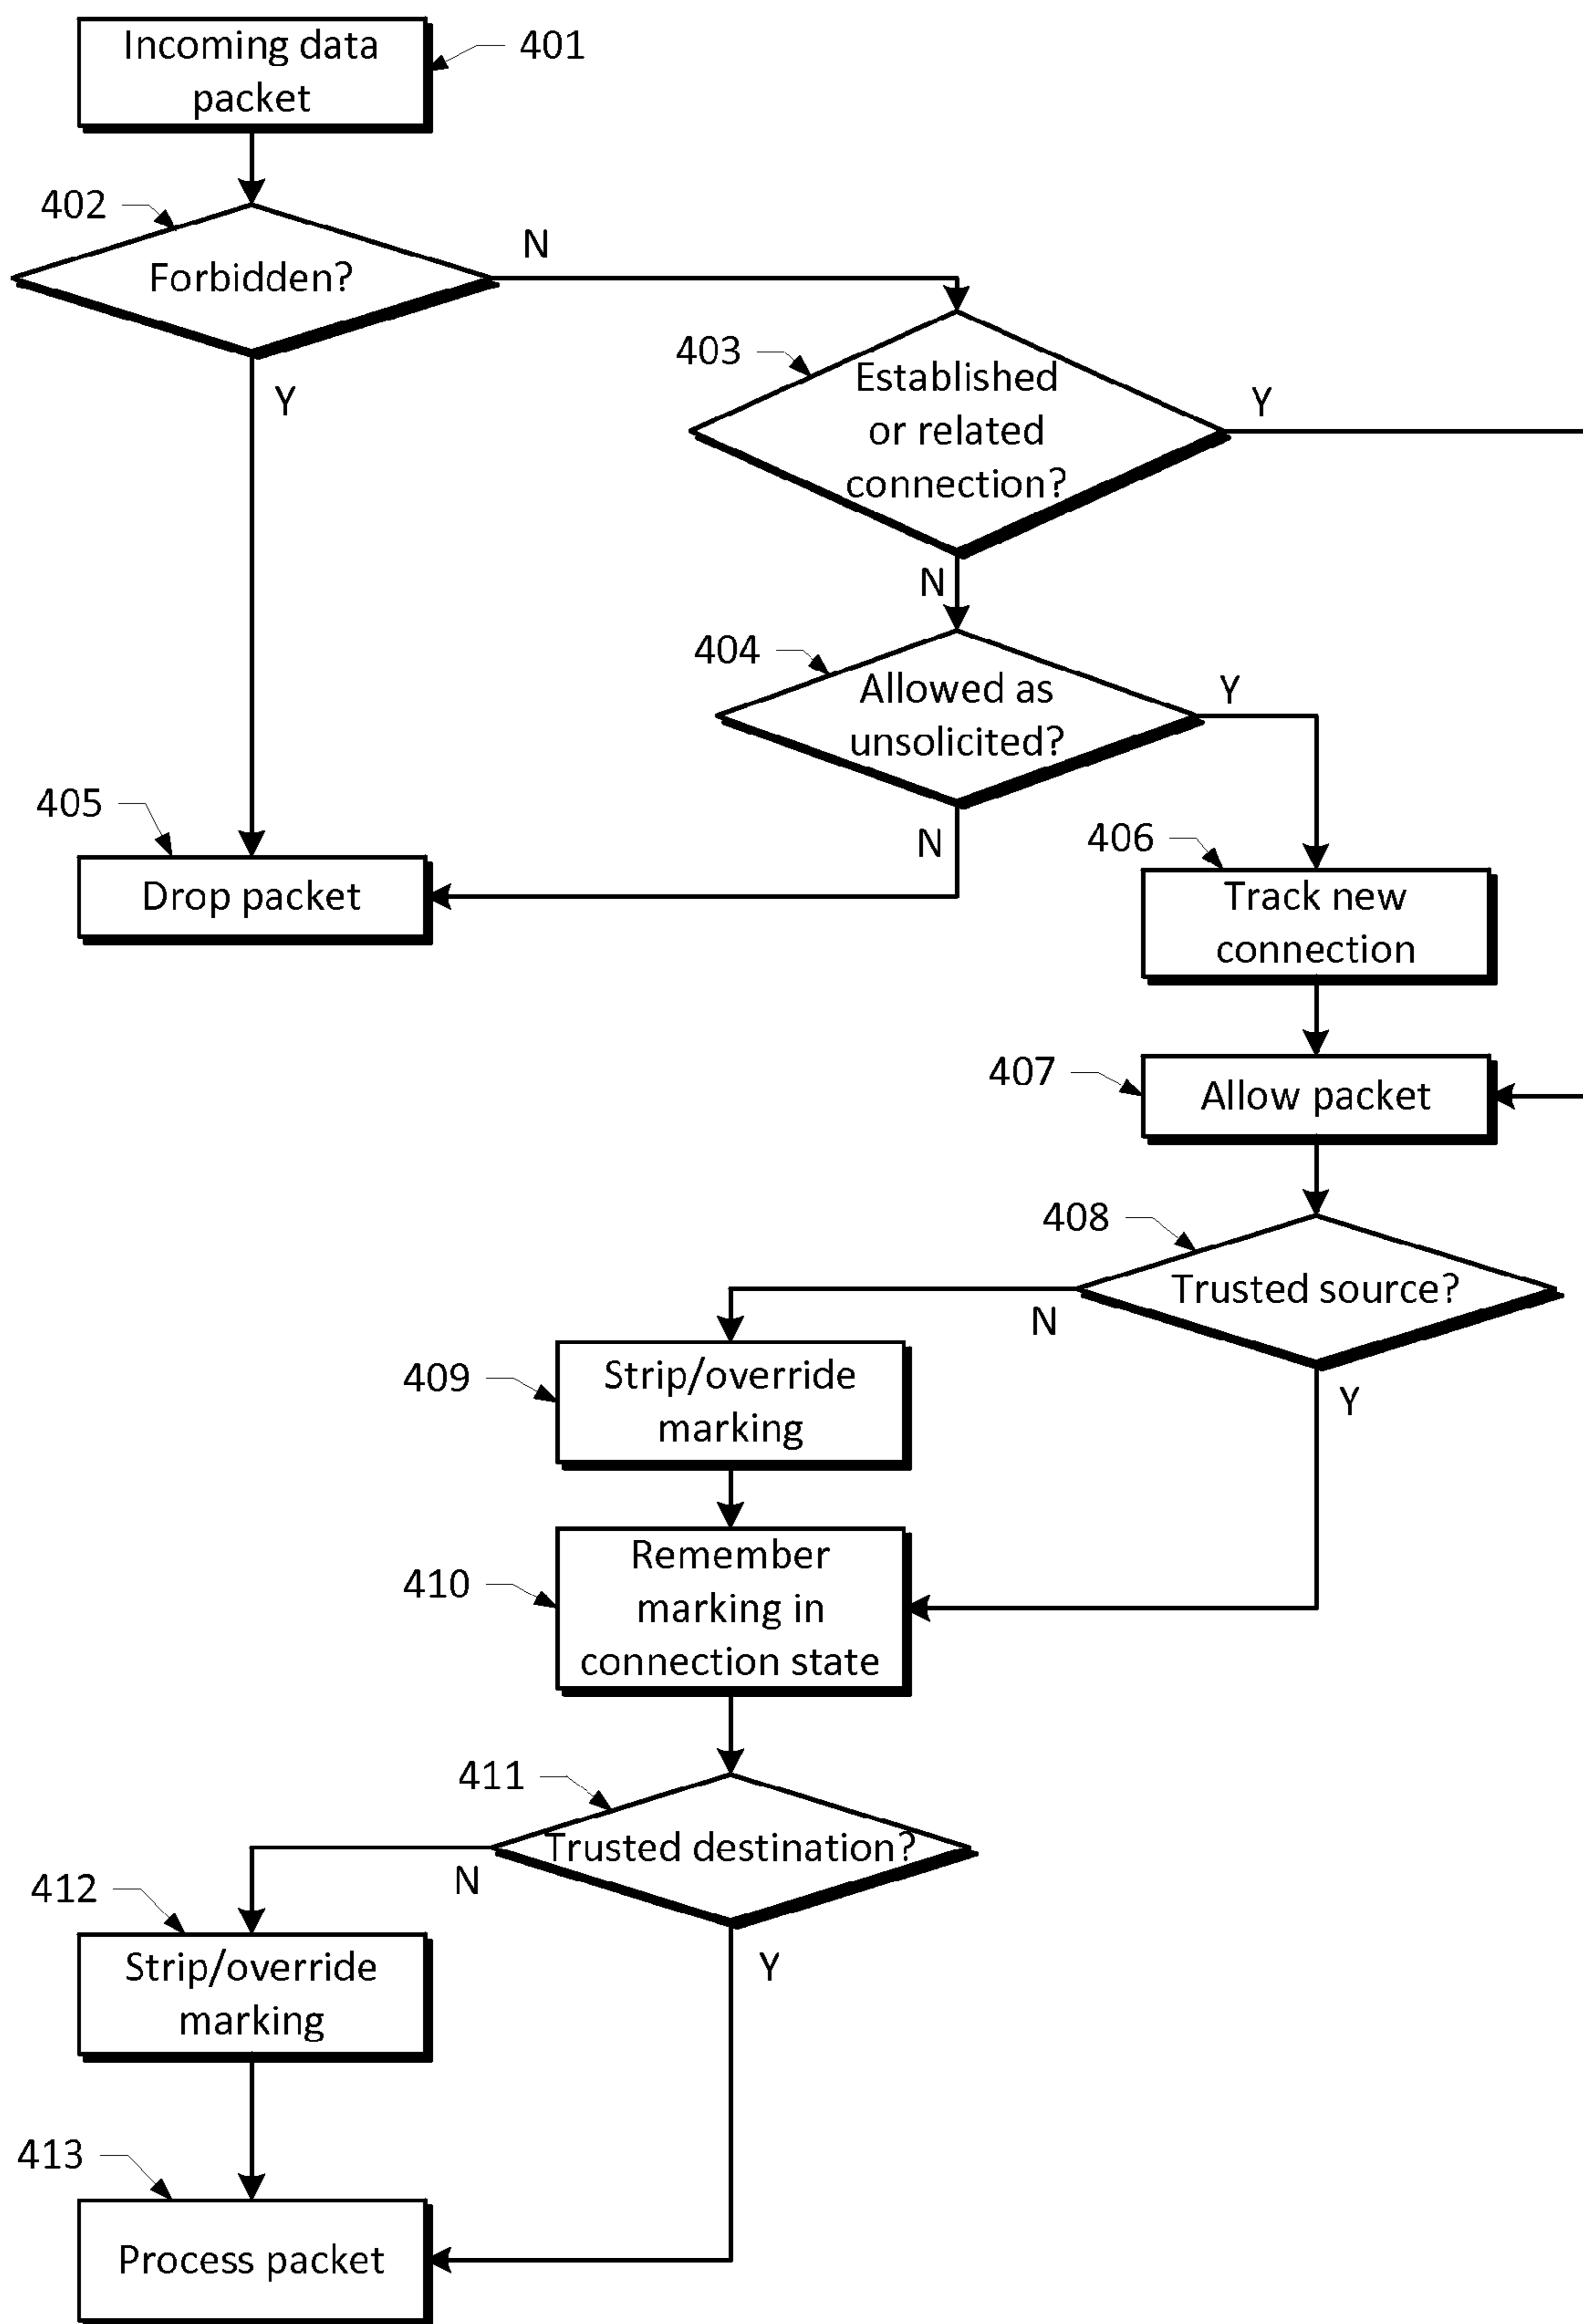 Incoming data
packet
401
402
Forbidden?
N
Y
403
Established
or related
connection?
Y
N
404
Allowed as
unsolicited?
Y
N
405
Drop packet
406
Track new
connection
407
Allow packet
408
Trusted source?
N
Y
409
Strip/override
marking
410
Remember
marking in
connection state
411
Trusted destination?
N
Y
412
Strip/override
marking
413
Process packet